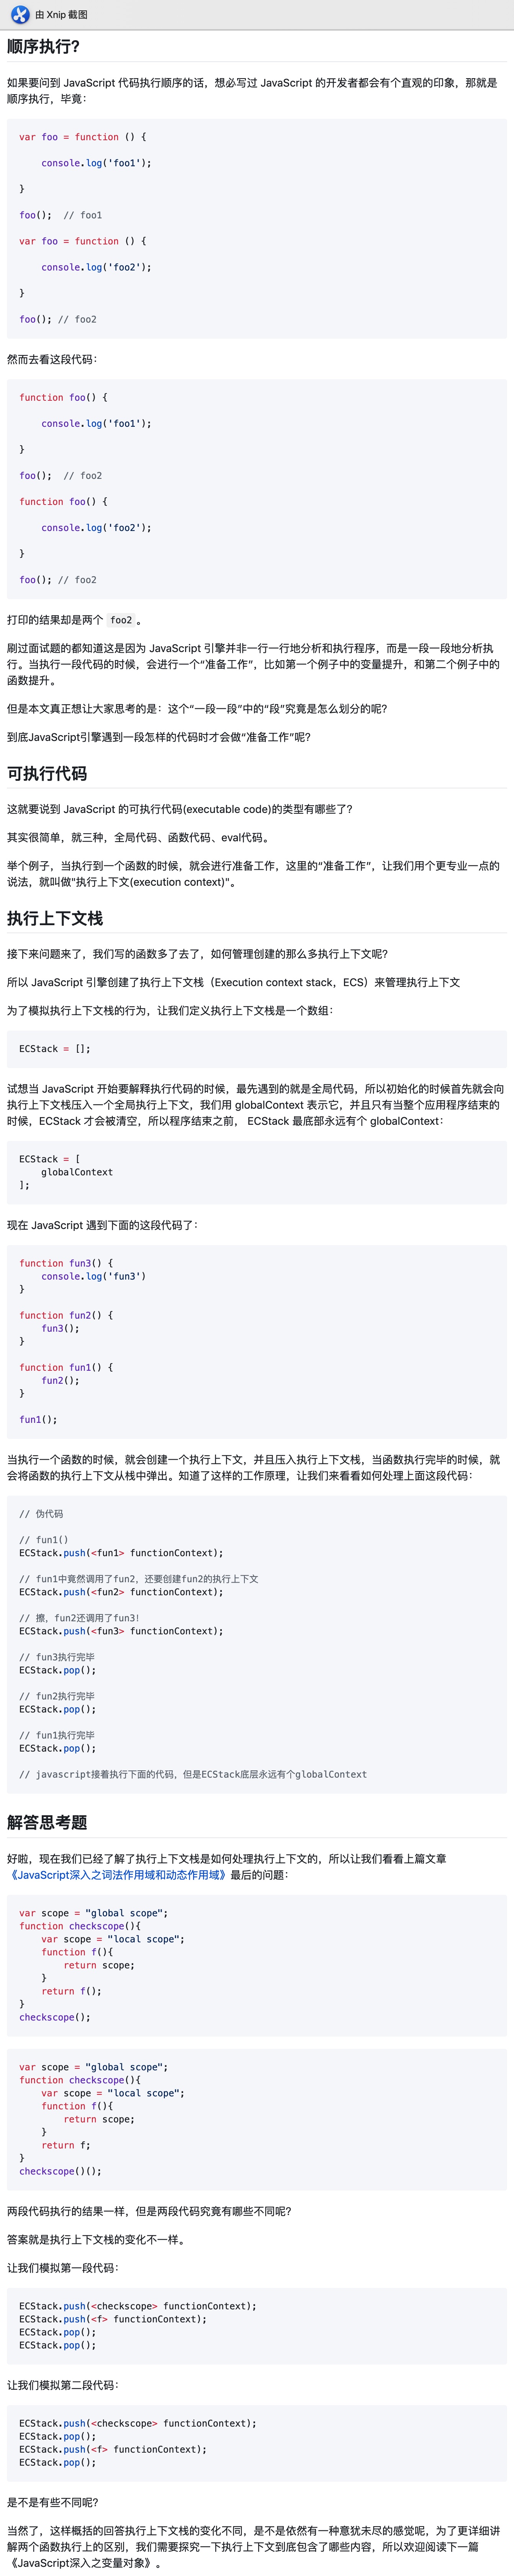 由 Xnip 截图
顺序执行?
如果要问到 JavaScript 代码执行顺序的话，想必写过 JavaScript 的开发者都会有个直观的印象，那就是
顺序执行，毕竟：
var foo = function () {
    console.log('foo1');
}
foo();  // foo1
var foo = function () {
    console.log('foo2');
}
foo(); // foo2
然而去看这段代码：
function foo() {
    console.log('foo1');
}
foo();  // foo2
function foo() {
    console.log('foo2');
}
foo(); // foo2
打印的结果却是两个 foo2 。
刷过面试题的都知道这是因为 JavaScript 引擎并非一行一行地分析和执行程序，而是一段一段地分析执
行。当执行一段代码的时候，会进行一个“准备工作”，比如第一个例子中的变量提升，和第二个例子中的
函数提升。
但是本文真正想让大家思考的是：这个“一段一段”中的“段”究竟是怎么划分的呢?
到底JavaScript引擎遇到一段怎样的代码时才会做“准备工作”呢?
可执行代码
这就要说到 JavaScript 的可执行代码(executable code)的类型有哪些了?
其实很简单，就三种，全局代码、函数代码、eval代码。
举个例子，当执行到一个函数的时候，就会进行准备工作，这里的“准备工作”，让我们用个更专业一点的
说法，就叫做"执行上下文(execution context)"。
执行上下文栈
接下来问题来了，我们写的函数多了去了，如何管理创建的那么多执行上下文呢?
所以 JavaScript 引擎创建了执行上下文栈（Execution context stack，ECS）来管理执行上下文
为了模拟执行上下文栈的行为，让我们定义执行上下文栈是一个数组：
ECStack = [];
试想当 JavaScript 开始要解释执行代码的时候，最先遇到的就是全局代码，所以初始化的时候首先就会向
执行上下文栈压入一个全局执行上下文，我们用 globalContext 表示它，并且只有当整个应用程序结束的
时候，ECStack 才会被清空，所以程序结束之前， ECStack 最底部永远有个 globalContext：
ECStack = [
    globalContext
];
现在 JavaScript 遇到下面的这段代码了：
function fun3() {
    console.log('fun3')
}
function fun2() {
    fun3();
}
function fun1() {
    fun2();
}
fun1();
当执行一个函数的时候，就会创建一个执行上下文，并且压入执行上下文栈，当函数执行完毕的时候，就
会将函数的执行上下文从栈中弹出。知道了这样的工作原理，让我们来看看如何处理上面这段代码：
// 伪代码
// fun1()
ECStack.push(<fun1> functionContext);
// fun1中竟然调用了fun2，还要创建fun2的执行上下文
ECStack.push(<fun2> functionContext);
// 擦，fun2还调用了fun3！
ECStack.push(<fun3> functionContext);
// fun3执行完毕
ECStack.pop();
// fun2执行完毕
ECStack.pop();
// fun1执行完毕
ECStack.pop();
// javascript接着执行下面的代码，但是ECStack底层永远有个globalContext
解答思考题
好啦，现在我们已经了解了执行上下文栈是如何处理执行上下文的，所以让我们看看上篇文章
《JavaScript深入之词法作用域和动态作用域》最后的问题：
var scope = "global scope";
function checkscope(){
    var scope = "local scope";
    function f(){
        return scope;
    }
    return f();
}
checkscope();
var scope = "global scope";
function checkscope(){
    var scope = "local scope";
    function f(){
        return scope;
    }
    return f;
}
checkscope()();
两段代码执行的结果一样，但是两段代码究竟有哪些不同呢?
答案就是执行上下文栈的变化不一样。
让我们模拟第一段代码：
ECStack.push(<checkscope> functionContext);
ECStack.push(<f> functionContext);
ECStack.pop();
ECStack.pop();
让我们模拟第二段代码：
ECStack.push(<checkscope> functionContext);
ECStack.pop();
ECStack.push(<f> functionContext);
ECStack.pop();
是不是有些不同呢?
当然了，这样概括的回答执行上下文栈的变化不同，是不是依然有一种意犹未尽的感觉呢，为了更详细讲
解两个函数执行上的区别，我们需要探究一下执行上下文到底包含了哪些内容，所以欢迎阅读下一篇
《JavaScript深入之变量对象》。